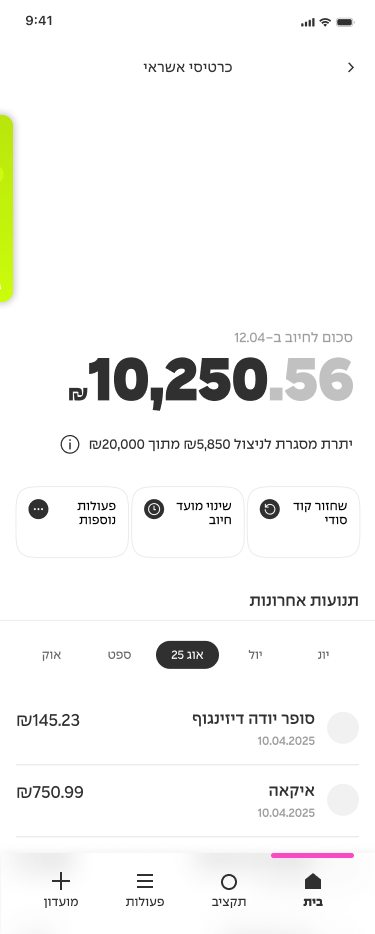 9:41
כרטיסי אשראי
סכום לחיוב ב-12.04
₪10,250.56
יתרת מסגרת לניצול ₪5,850 מתוך ₪20,000
שחזור קוד
סודי
שינוי מועד
חיוב
פעולות
נוספות
תנועות אחרונות
יונ יול אוג 25 ספט אוק
סופר יודה דיזינגוף ₪145.23
10.04.2025
איקאה ₪750.99
10.04.2025
בית תקציב פעולות מועדון